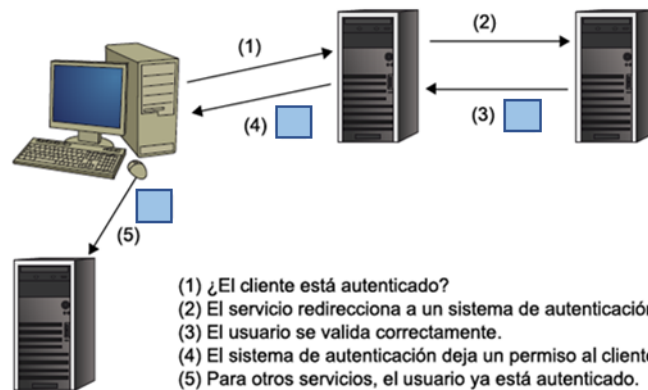 (1)
(2)
(4)
(3)
(5)
(1) ¿El cliente está autenticado?
(2) El servicio redirecciona a un sistema de autenticación
(3) El usuario se valida correctamente.
(4) El sistema de autenticación deja un permiso al cliente
(5) Para otros servicios, el usuario ya está autenticado.